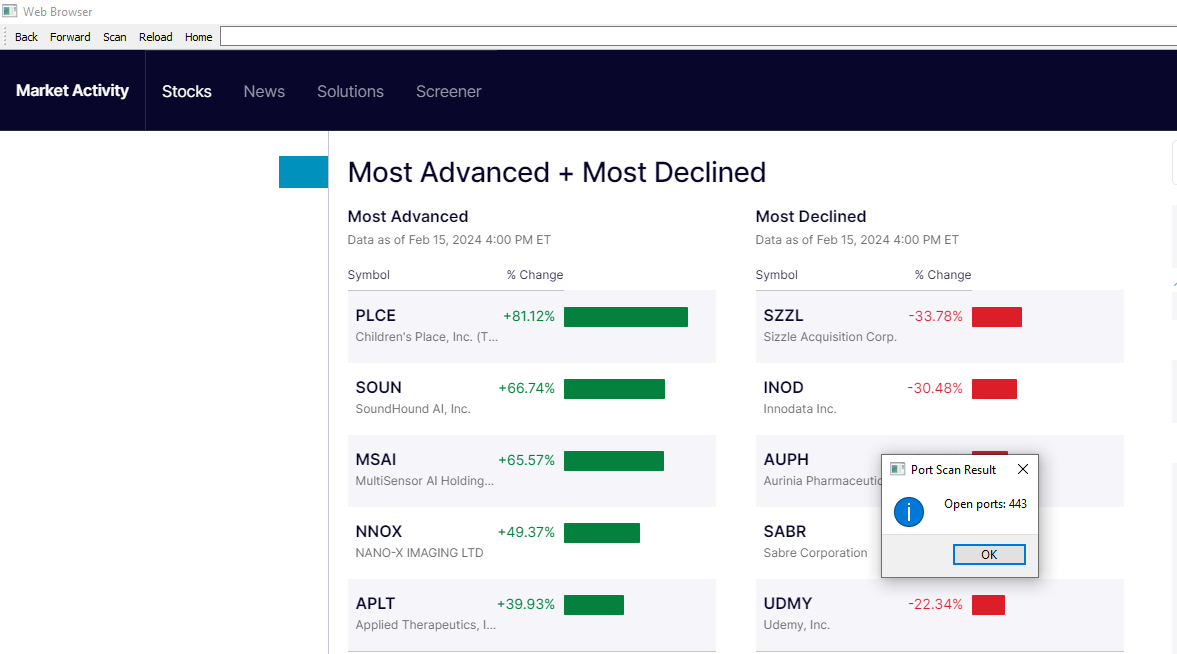 Web Browser
Back Forward Scan Reload Home
Market Activity Stocks News Solutions Screener
Most Advanced + Most Declined
Most Advanced
Data as of Feb 15, 2024 4:00 PM ET
Symbol % Change
PLCE +81.12%
Children's Place, Inc. (T...
SOUN +66.74%
SoundHound AI, Inc.
MSAI +65.57%
MultiSensor AI Holding...
NNOX +49.37%
NANO-X IMAGING LTD
APLT +39.93%
Applied Therapeutics, I...
Most Declined
Data as of Feb 15, 2024 4:00 PM ET
Symbol % Change
SZZL -33.78%
Sizzle Acquisition Corp.
INOD -30.48%
Innodata Inc.
AUPH
Aurinia
SABR
Sabre Corporation
UDMY -22.34%
Udemy, Inc.
Port Scan Result
Open ports: 443
OK